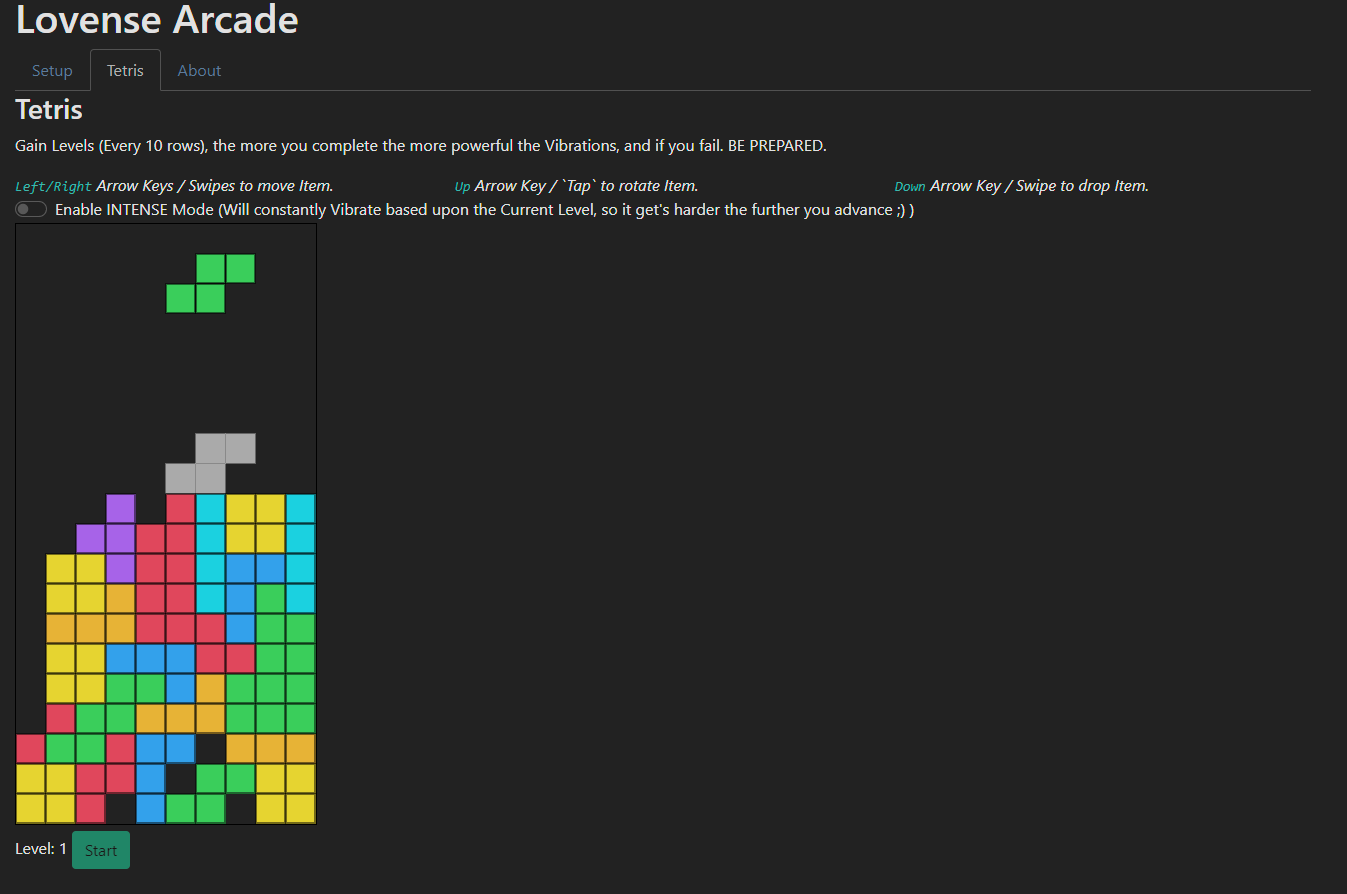 Lovense Arcade
Setup Tetris About
Tetris
Gain Levels (Every 10 rows), the more you complete the more powerful the Vibrations, and if you fail. BE PREPARED.
Left/Right Arrow Keys / Swipes to move Item. Up Arrow Key / `Tap` to rotate Item. Down Arrow Key / Swipe to drop Item.
Enable INTENSE Mode (Will constantly Vibrate based upon the Current Level, so it get's harder the further you advance ;) )
Level: 1 Start